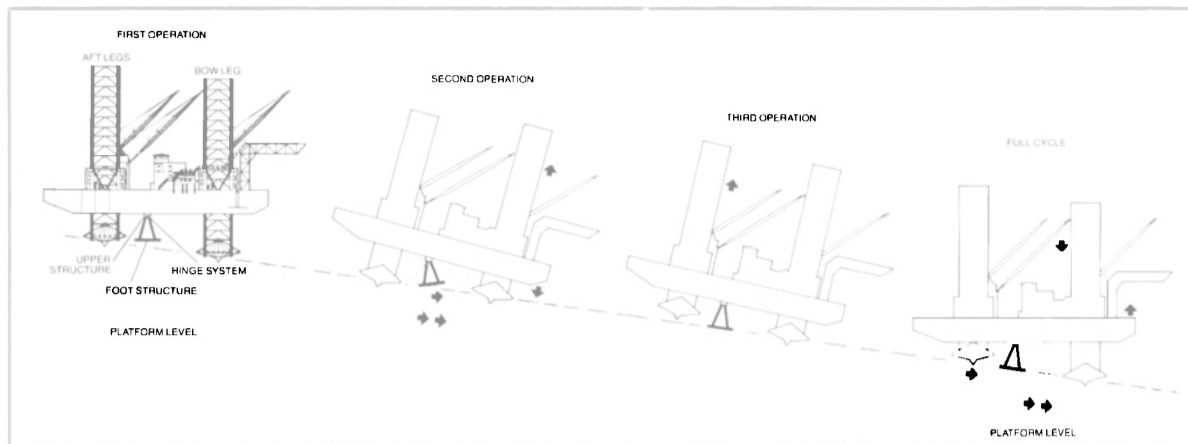 FIRST OPERATION
AFT LEGS
BOW LEG
UPPER
STRUCTURE
HINGE SYSTEM
FOOT STRUCTURE
PLATFORM LEVEL
SECOND OPERATION
THIRD OPERATION
FULL CYCLE
PLATFORM LEVEL